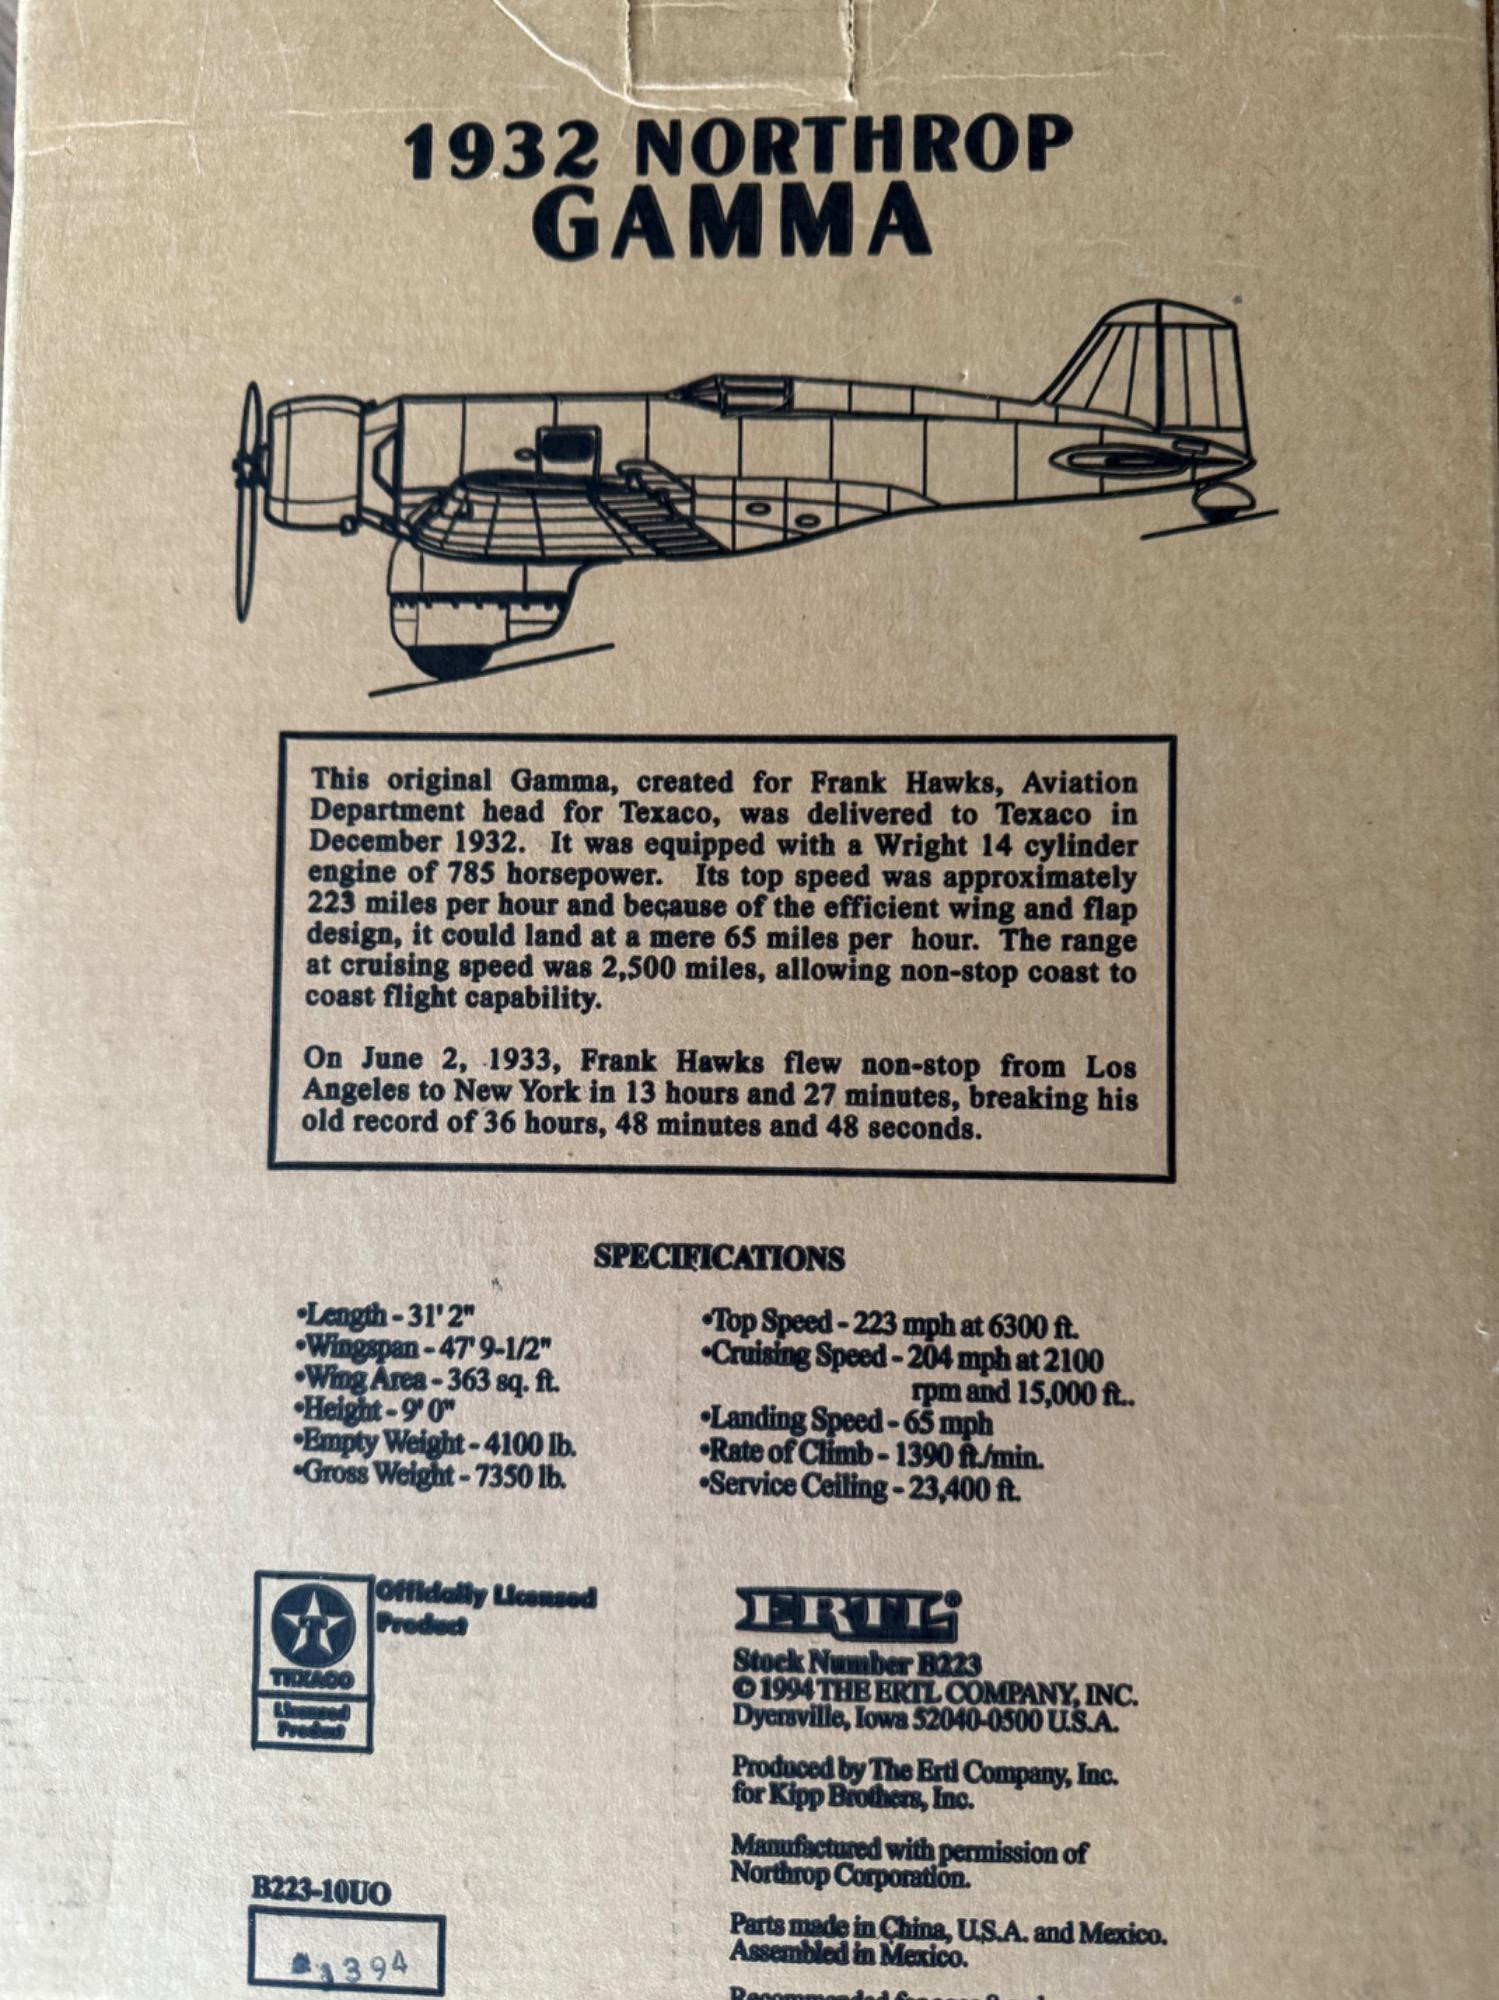 1932 NORTHROP
GAMMA
This original Gamma, created for Frank Hawks, Aviation
Department head for Texaco, was delivered to Texaco in
December 1932. It was equipped with a Wright 14 cylinder
engine of 785 horsepower. Its top speed was approximately
223 miles per hour and because of the efficient wing and flap
design, it could land at a mere 65 miles per hour. The range
at cruising speed was 2,500 miles, allowing non-stop coast to
coast flight capability.
On June 2, 1933, Frank Hawks flew non-stop from Los
Angeles to New York in 13 hours and 27 minutes, breaking his
old record of 36 hours, 48 minutes and 48 seconds.
SPECIFICATIONS
•Length - 31' 2"
•Wingspan - 47' 9-1/2"
•Wing Area - 363 sq. ft.
•Height - 9' 0"
•Empty Weight - 4100 lb.
•Gross Weight - 7350 lb.
•Top Speed - 223 mph at 6300 ft.
•Cruising Speed - 204 mph at 2100
rpm and 15,000 ft..
•Landing Speed - 65 mph
•Rate of Climb - 1390 ft./min.
•Service Ceiling - 23,400 ft.
T
TEXACO
Licensed
Product
Officially Licensed
Product
ERTL®
Stock Number B223
© 1994 THE ERTL COMPANY, INC.
Dyersville, Iowa 52040-0500 U.S.A.
Produced by The Ertl Company, Inc.
for Kipp Brothers, Inc.
Manufactured with permission of
Northrop Corporation.
Parts made in China, U.S.A. and Mexico.
Assembled in Mexico.
B223-10UO
394